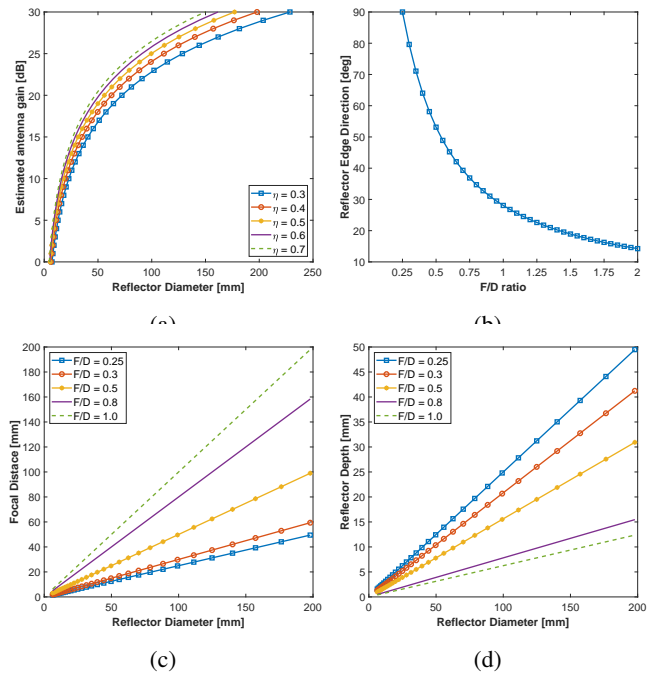 30
25
20
15
10
5
0
Estimated antenna gain [dB]
η = 0.3
η = 0.4
η = 0.5
η = 0.6
η = 0.7
50 100 150 200 250
Reflector Diameter [mm]
(a)
90
80
70
60
50
40
30
20
10
Reflector Edge Direction [deg]
0.25 0.5 0.75 1 1.25 1.5 1.75 2
F/D ratio
(b)
200
180
160
140
120
100
80
60
40
20
0
Focal Distace [mm]
F/D = 0.25
F/D = 0.3
F/D = 0.5
F/D = 0.8
F/D = 1.0
0 50 100 150 200
Reflector Diameter [mm]
(c)
50
45
40
35
30
25
20
15
10
5
0
Reflector Depth [mm]
F/D = 0.25
F/D = 0.3
F/D = 0.5
F/D = 0.8
F/D = 1.0
0 50 100 150 200
Reflector Diameter [mm]
(d)